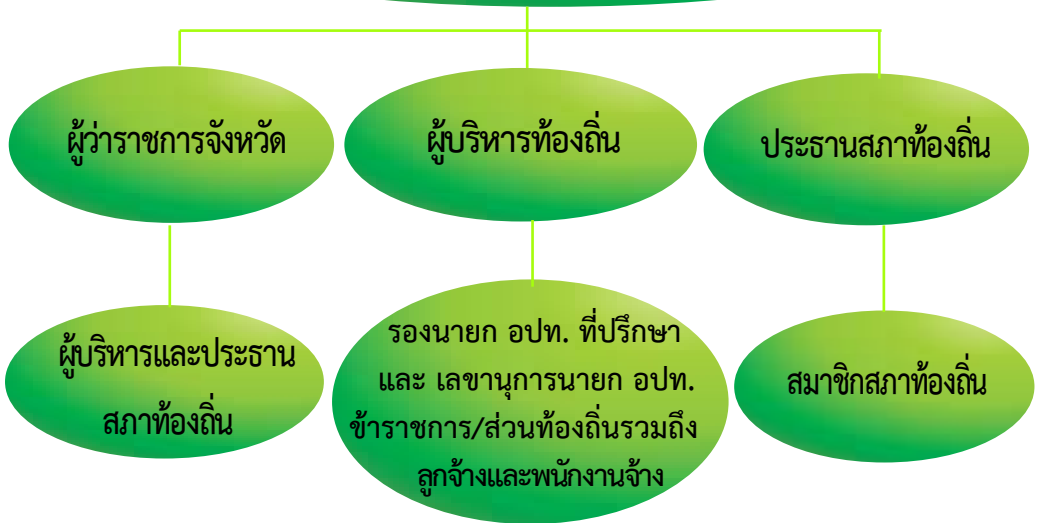 ผู้ว่าราชการจังหวัด
ผู้บริหารท้องถิ่น
ประธานสภาท้องถิ่น
ผู้บริหารและประธาน
สภาท้องถิ่น
รองนายก อปท. ที่ปรึกษา
และ เลขานุการนายก อปท.
ข้าราชการ/ส่วนท้องถิ่นรวมถึง
ลูกจ้างและพนักงานจ้าง
สมาชิกสภาท้องถิ่น